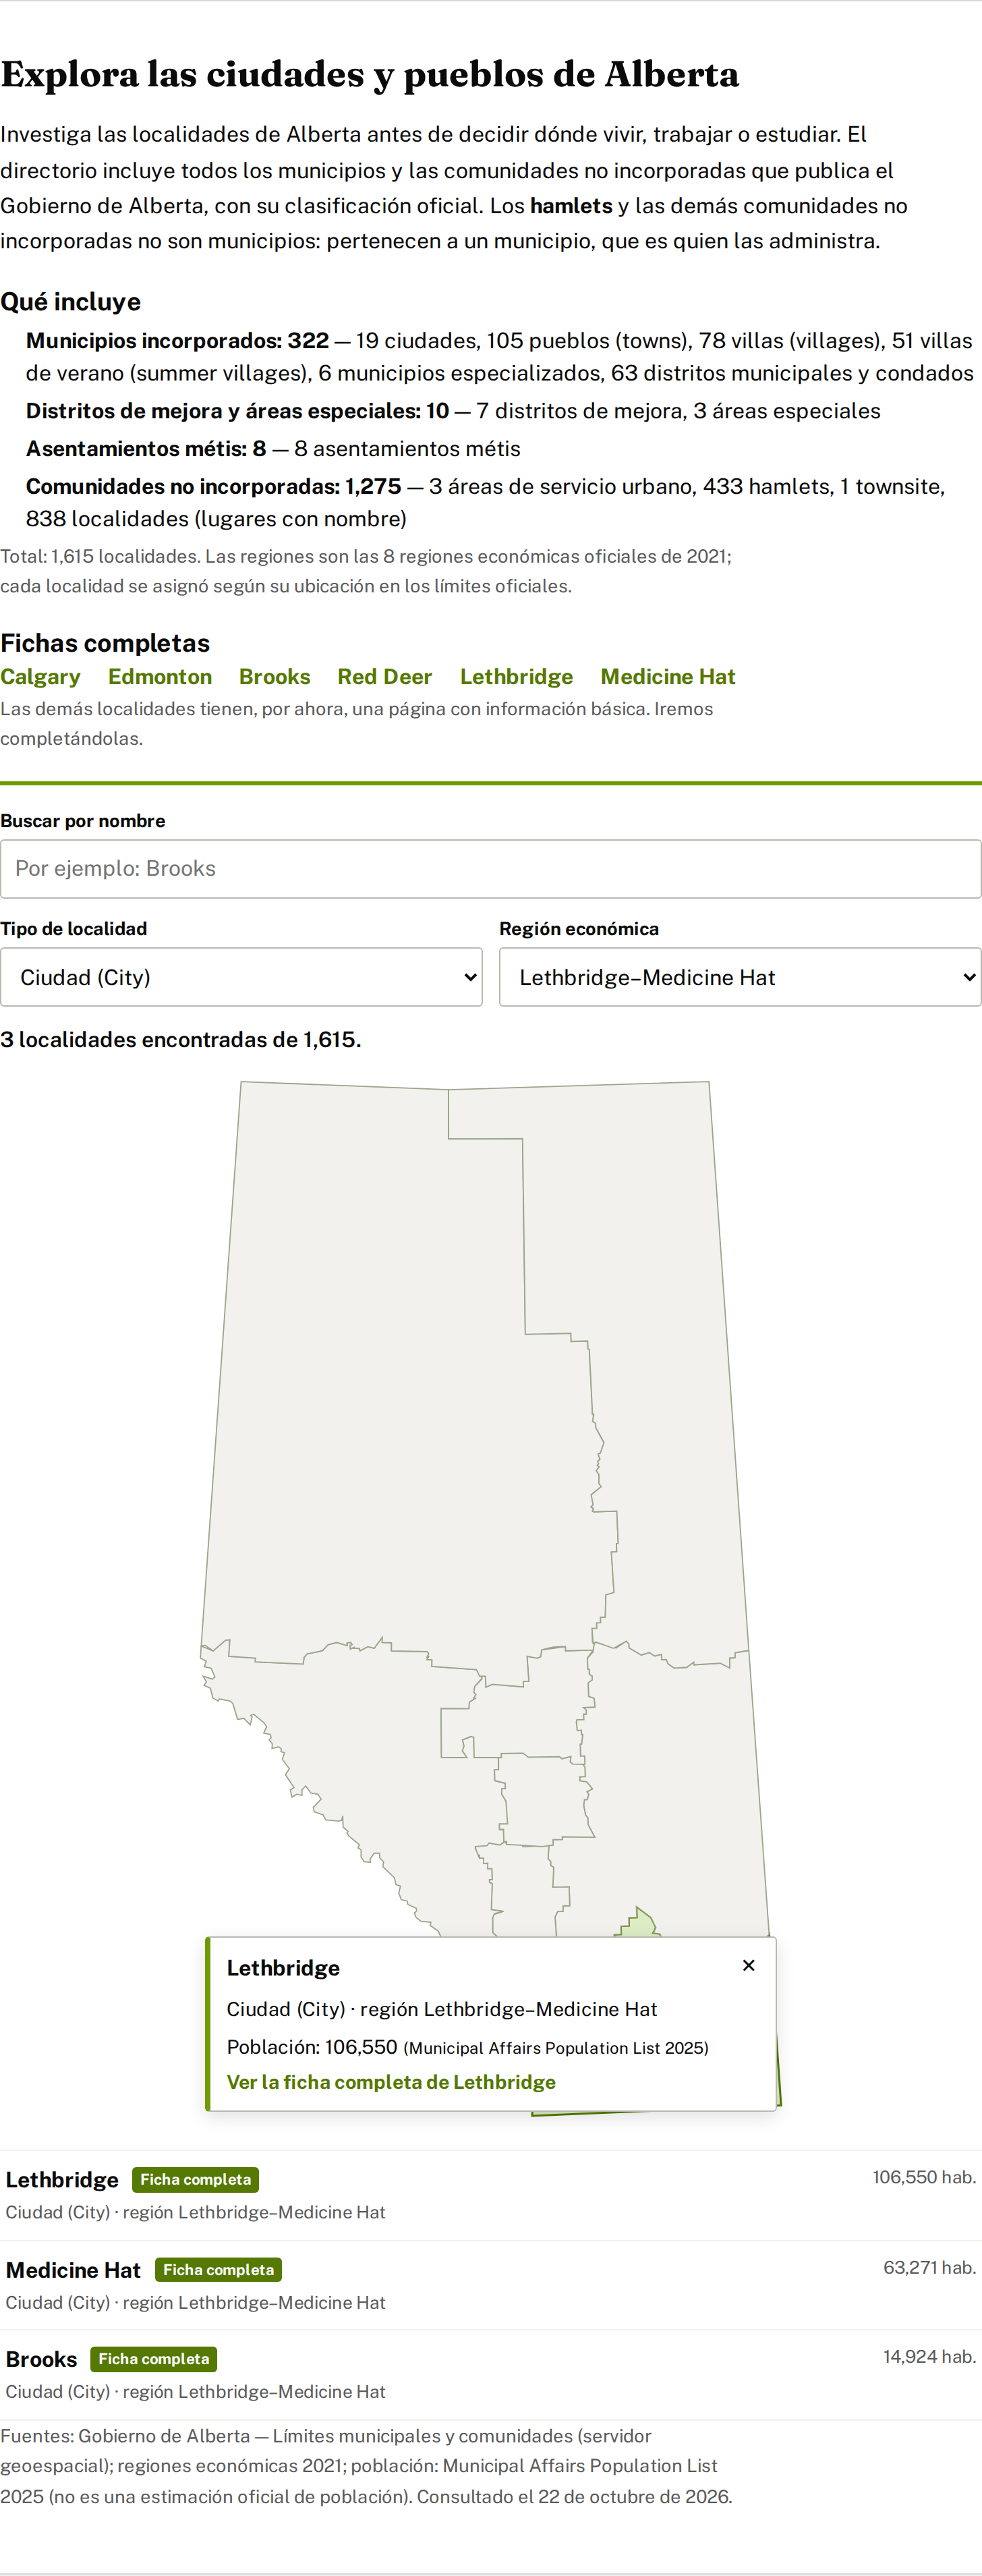 Explora las ciudades y pueblos de Alberta
Investiga las localidades de Alberta antes de decidir dónde vivir, trabajar o estudiar. El
directorio incluye todos los municipios y las comunidades no incorporadas que publica el
Gobierno de Alberta, con su clasificación oficial. Los hamlets y las demás comunidades no
incorporadas no son municipios: pertenecen a un municipio, que es quien las administra.
Qué incluye
Municipios incorporados: 322 — 19 ciudades, 105 pueblos (towns), 78 villas (villages), 51 villas
de verano (summer villages), 6 municipios especializados, 63 distritos municipales y condados
Distritos de mejora y áreas especiales: 10 — 7 distritos de mejora, 3 áreas especiales
Asentamientos métis: 8 — 8 asentamientos métis
Comunidades no incorporadas: 1,275 — 3 áreas de servicio urbano, 433 hamlets, 1 townsite,
838 localidades (lugares con nombre)
Total: 1,615 localidades. Las regiones son las 8 regiones económicas oficiales de 2021;
cada localidad se asignó según su ubicación en los límites oficiales.
Fichas completas
Calgary Edmonton Brooks Red Deer Lethbridge Medicine Hat
Las demás localidades tienen, por ahora, una página con información básica. Iremos
completándolas.
Buscar por nombre
Por ejemplo: Brooks
Tipo de localidad Región económica
Ciudad (City) Lethbridge–Medicine Hat
3 localidades encontradas de 1,615.
Lethbridge ×
Ciudad (City) · región Lethbridge–Medicine Hat
Población: 106,550 (Municipal Affairs Population List 2025)
Ver la ficha completa de Lethbridge
Lethbridge Ficha completa 106,550 hab.
Ciudad (City) · región Lethbridge–Medicine Hat
Medicine Hat Ficha completa 63,271 hab.
Ciudad (City) · región Lethbridge–Medicine Hat
Brooks Ficha completa 14,924 hab.
Ciudad (City) · región Lethbridge–Medicine Hat
Fuentes: Gobierno de Alberta — Límites municipales y comunidades (servidor
geoespacial); regiones económicas 2021; población: Municipal Affairs Population List
2025 (no es una estimación oficial de población). Consultado el 22 de octubre de 2026.